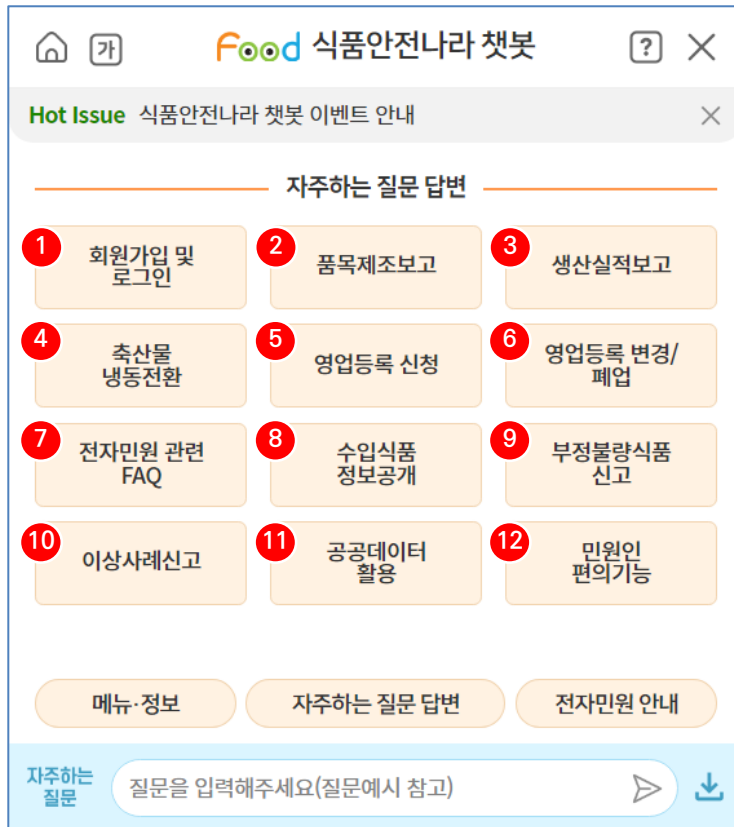 가 Food 식품안전나라 챗봇 ?
Hot Issue 식품안전나라 챗봇 이벤트 안내
자주하는 질문 답변
1 회원가입 및
로그인
2 품목제조보고
3 생산실적보고
4 축산물
냉동전환
5 영업등록 신청
6 영업등록 변경/
폐업
7 전자민원 관련
FAQ
8 수입식품
정보공개
9 부정불량식품
신고
10 이상사례신고
11 공공데이터
활용
12 민원인
편의기능
메뉴·정보 자주하는 질문 답변 전자민원 안내
자주하는
질문
질문을 입력해주세요(질문예시 참고)